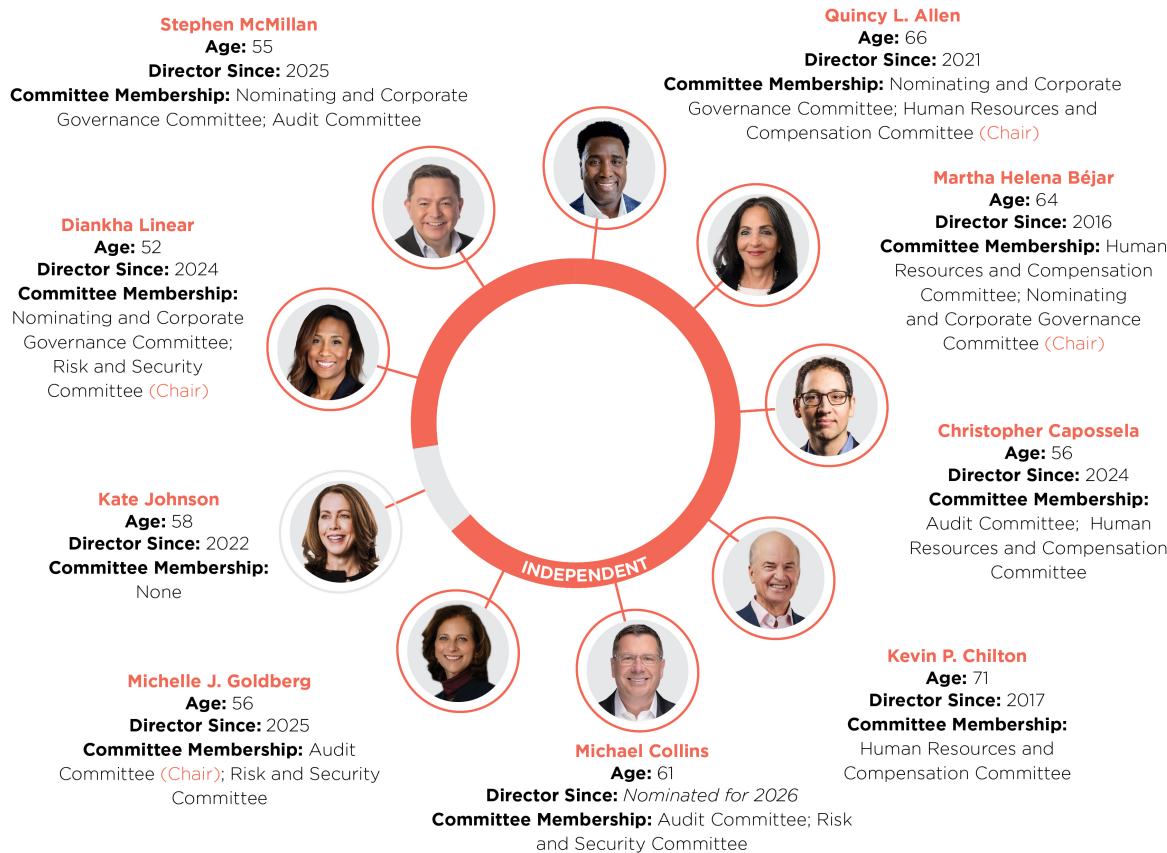 Stephen McMillan
Age: 55
Director Since: 2025
Committee Membership: Nominating and Corporate
Governance Committee; Audit Committee
Quincy L. Allen
Age: 66
Director Since: 2021
Committee Membership: Nominating and Corporate
Governance Committee; Human Resources and
Compensation Committee (Chair)
Martha Helena Béjar
Age: 64
Director Since: 2016
Committee Membership: Human
Resources and Compensation
Committee; Nominating
and Corporate Governance
Committee (Chair)
Diankha Linear
Age: 52
Director Since: 2024
Committee Membership:
Nominating and Corporate
Governance Committee;
Risk and Security
Committee (Chair)
Christopher Capossela
Age: 56
Director Since: 2024
Committee Membership:
Audit Committee; Human
Resources and Compensation
Committee
Kate Johnson
Age: 58
Director Since: 2022
Committee Membership:
None
INDEPENDENT
Kevin P. Chilton
Age: 71
Director Since: 2017
Committee Membership:
Human Resources and
Compensation Committee
Michelle J. Goldberg
Age: 56
Director Since: 2025
Committee Membership: Audit
Committee (Chair); Risk and Security
Committee
Michael Collins
Age: 61
Director Since: Nominated for 2026
Committee Membership: Audit Committee; Risk
and Security Committee